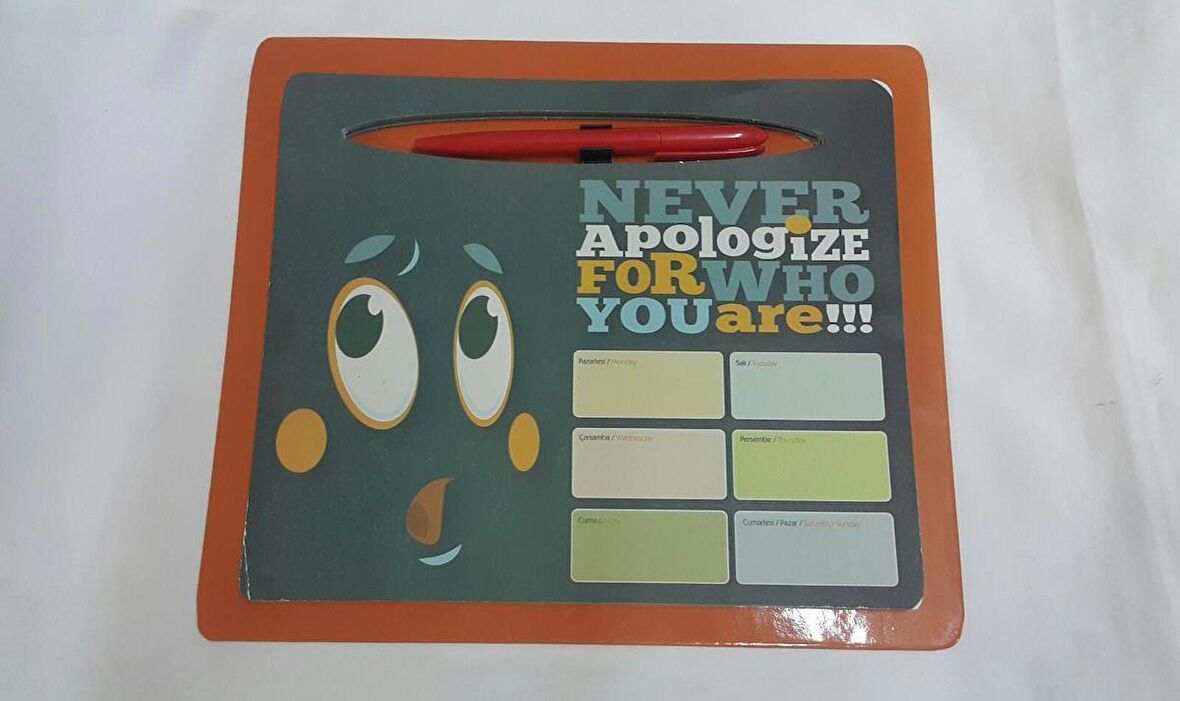 NEVER
ApologiZE
FoR WHO
YOU are!!!
Pazartesi / Monday
Salı / Tuesday
Çarşamba / Wednesday
Perşembe / Thursday
Cuma / Friday
Cumartesi / Pazar / Saturday / Sunday